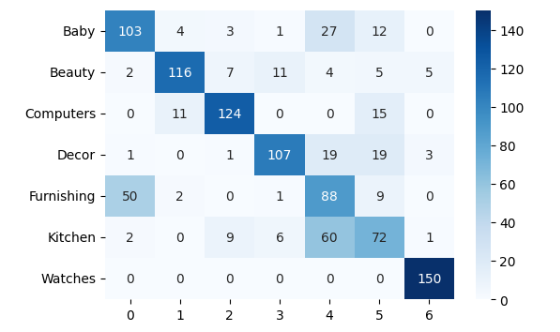 Baby 103 4 3 1 27 12 0
140
Beauty 2 116 7 11 4 5 5
120
Computers 0 11 124 0 0 15 0
100
Decor 1 0 1 107 19 19 3
80
60
Furnishing 50 2 0 1 88 9 0
40
Kitchen 2 0 9 6 60 72 1
20
Watches 0 0 0 0 0 0 150
0
0 1 2 3 4 5 6